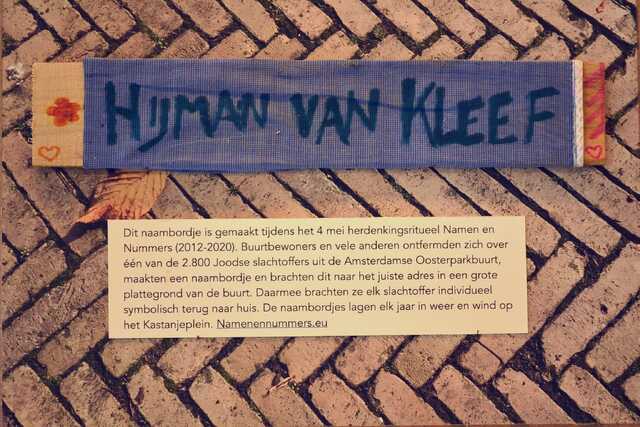 HIJMAN VAN KLEEF
Dit naambordje is gemaakt tijdens het 4 mei herdenkingsritueel Namen en
Nummers (2012-2020). Buurtbewoners en vele anderen ontfermden zich over
één van de 2.800 Joodse slachtoffers uit de Amsterdamse Oosterparkbuurt,
maakten een naambordje en brachten dit naar het juiste adres in een grote
plattegrond van de buurt. Daarmee brachten ze elk slachtoffer individueel
symbolisch terug naar huis. De naambordjes lagen elk jaar in weer en wind op
het Kastanjeplein. Namenennummers.eu